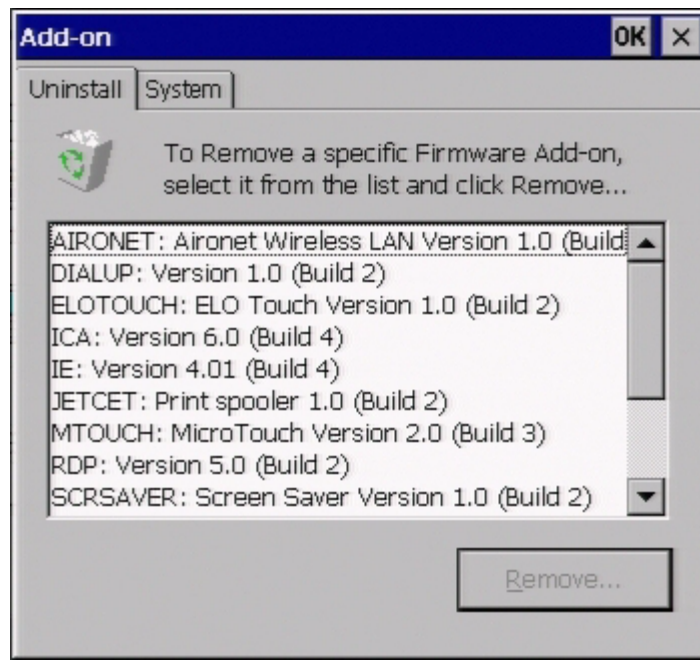 Add-on
OK
Uninstall System
To Remove a specific Firmware Add-on,
select it from the list and click Remove...
AIRONET: Aironet Wireless LAN Version 1.0 (Build
DIALUP: Version 1.0 (Build 2)
ELOTOUCH: ELO Touch Version 1.0 (Build 2)
ICA: Version 6.0 (Build 4)
IE: Version 4.01 (Build 4)
JETCET: Print spooler 1.0 (Build 2)
MTOUCH: MicroTouch Version 2.0 (Build 3)
RDP: Version 5.0 (Build 2)
SCRSAVER: Screen Saver Version 1.0 (Build 2)
Remove...